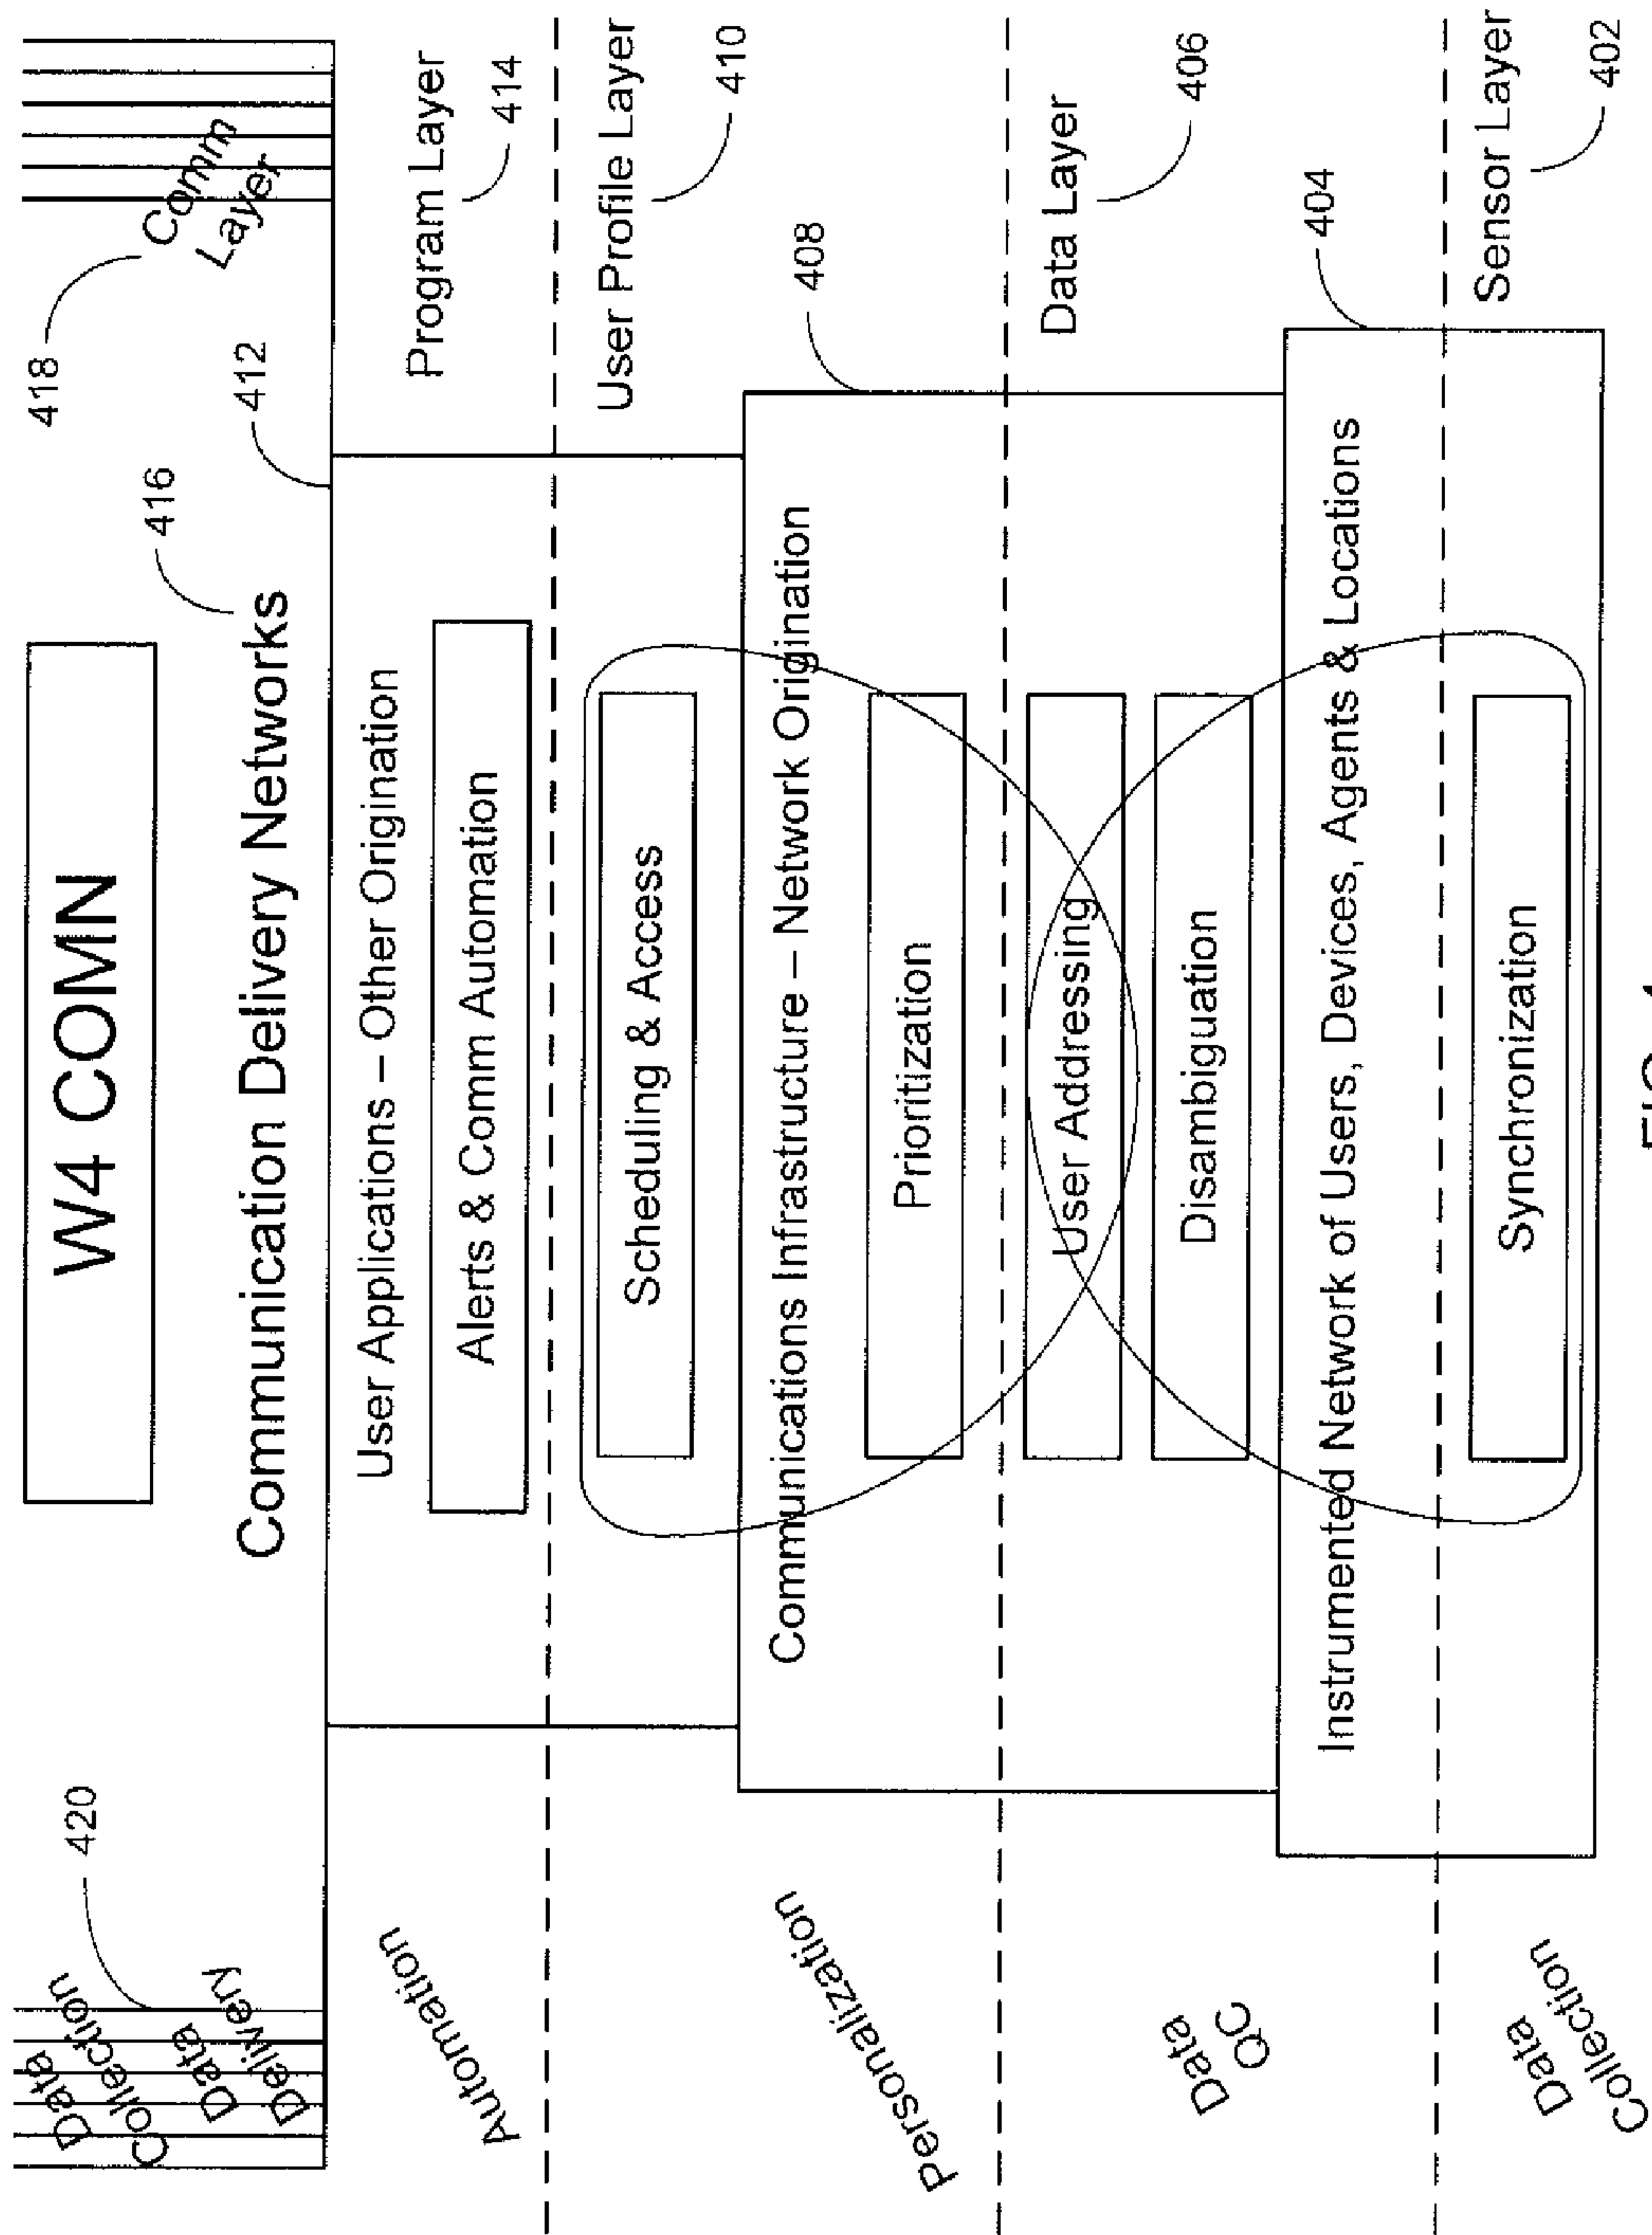 W4 COMN
418
Comm
Layer
420
Data
Collection
Data
Delivery
Communication Delivery Networks
416
412
User Applications – Other Origination
Automation
Alerts & Comm Automation
Program Layer
414
Scheduling & Access
User Profile Layer
410
Communications Infrastructure – Network Origination
408
Personalization
Prioritization
User Addressing
Data Layer
406
Data
QC
Disambiguation
Instrumented Network of Users, Devices, Agents & Locations
404
Data
Collection
Synchronization
Sensor Layer
402